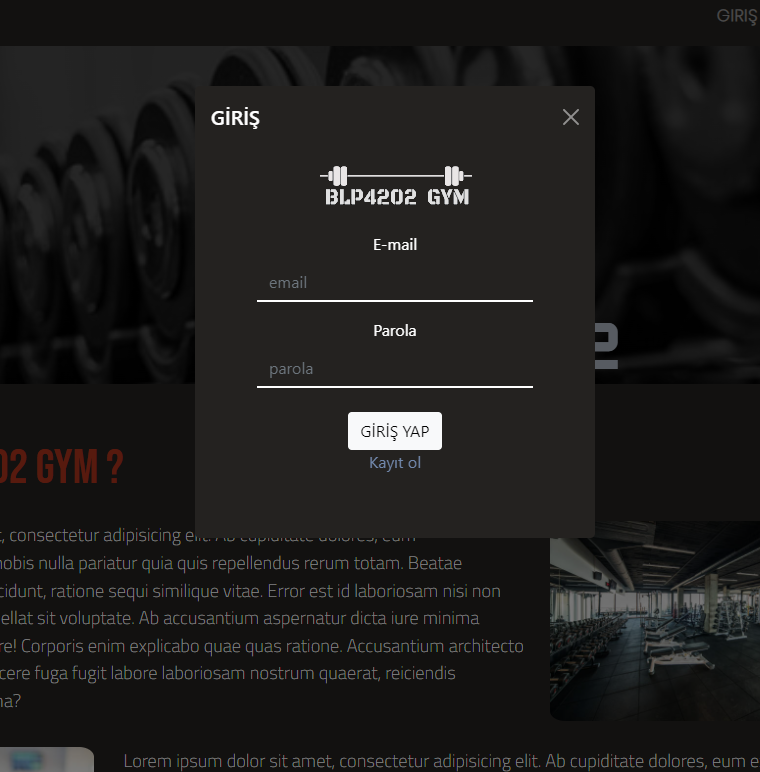 GİRİŞ
GİRİŞ
BLP4202 GYM
E-mail
email
Parola
parola
2
GİRİŞ YAP
Kayıt ol
02 GYM ?
consectetur adipisicing elit. Ab cupiditate dolores, eum
nobis nulla pariatur quia quis repellendus rerum totam. Beatae
cidunt, ratione sequi similique vitae. Error est id laboriosam nisi non
ellat sit voluptate. Ab accusantium aspernatur dicta iure minima
re! Corporis enim explicabo quae quas ratione. Accusantium architecto
cere fuga fugit labore laboriosam nostrum quaerat, reiciendis
na?
Lorem ipsum dolor sit amet, consectetur adipisicing elit. Ab cupiditate dolores, eum e